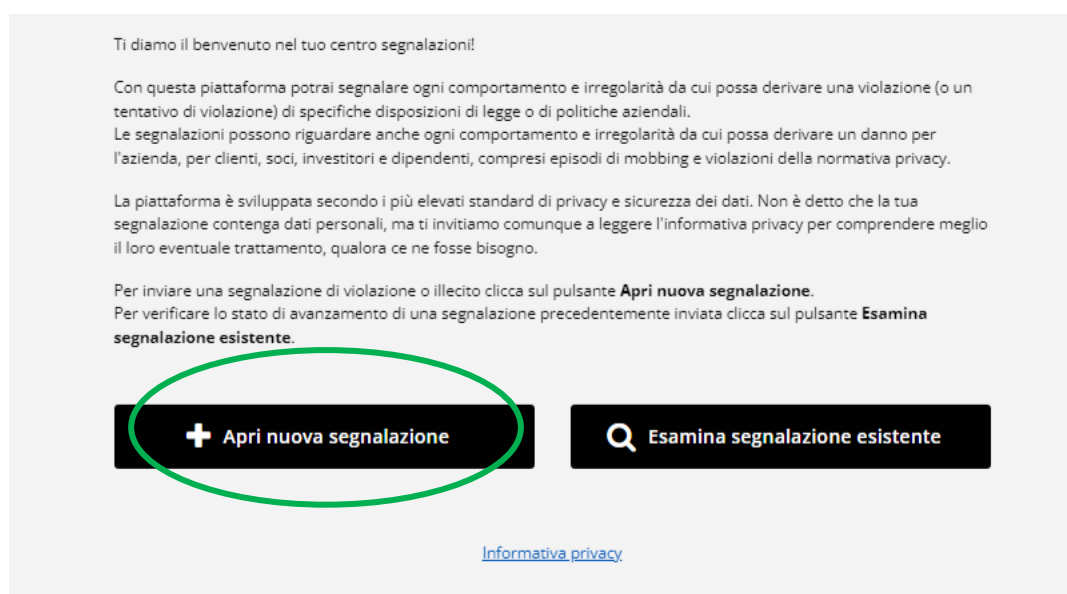 Ti diamo il benvenuto nel tuo centro segnalazioni!
Con questa piattaforma potrai segnalare ogni comportamento e irregolarità da cui possa derivare una violazione (o un
tentativo di violazione) di specifiche disposizioni di legge o di politiche aziendali.
Le segnalazioni possono riguardare anche ogni comportamento e irregolarità da cui possa derivare un danno per
l'azienda, per clienti, soci, investitori e dipendenti, compresi episodi di mobbing e violazioni della normativa privacy.
La piattaforma è sviluppata secondo i più elevati standard di privacy e sicurezza dei dati. Non è detto che la tua
segnalazione contenga dati personali, ma ti invitiamo comunque a leggere l'informativa privacy per comprendere meglio
il loro eventuale trattamento, qualora ce ne fosse bisogno.
Per inviare una segnalazione di violazione o illecito clicca sul pulsante Apri nuova segnalazione.
Per verificare lo stato di avanzamento di una segnalazione precedentemente inviata clicca sul pulsante Esamina
segnalazione esistente.
Apri nuova segnalazione
Esamina segnalazione esistente
Informativa privacy